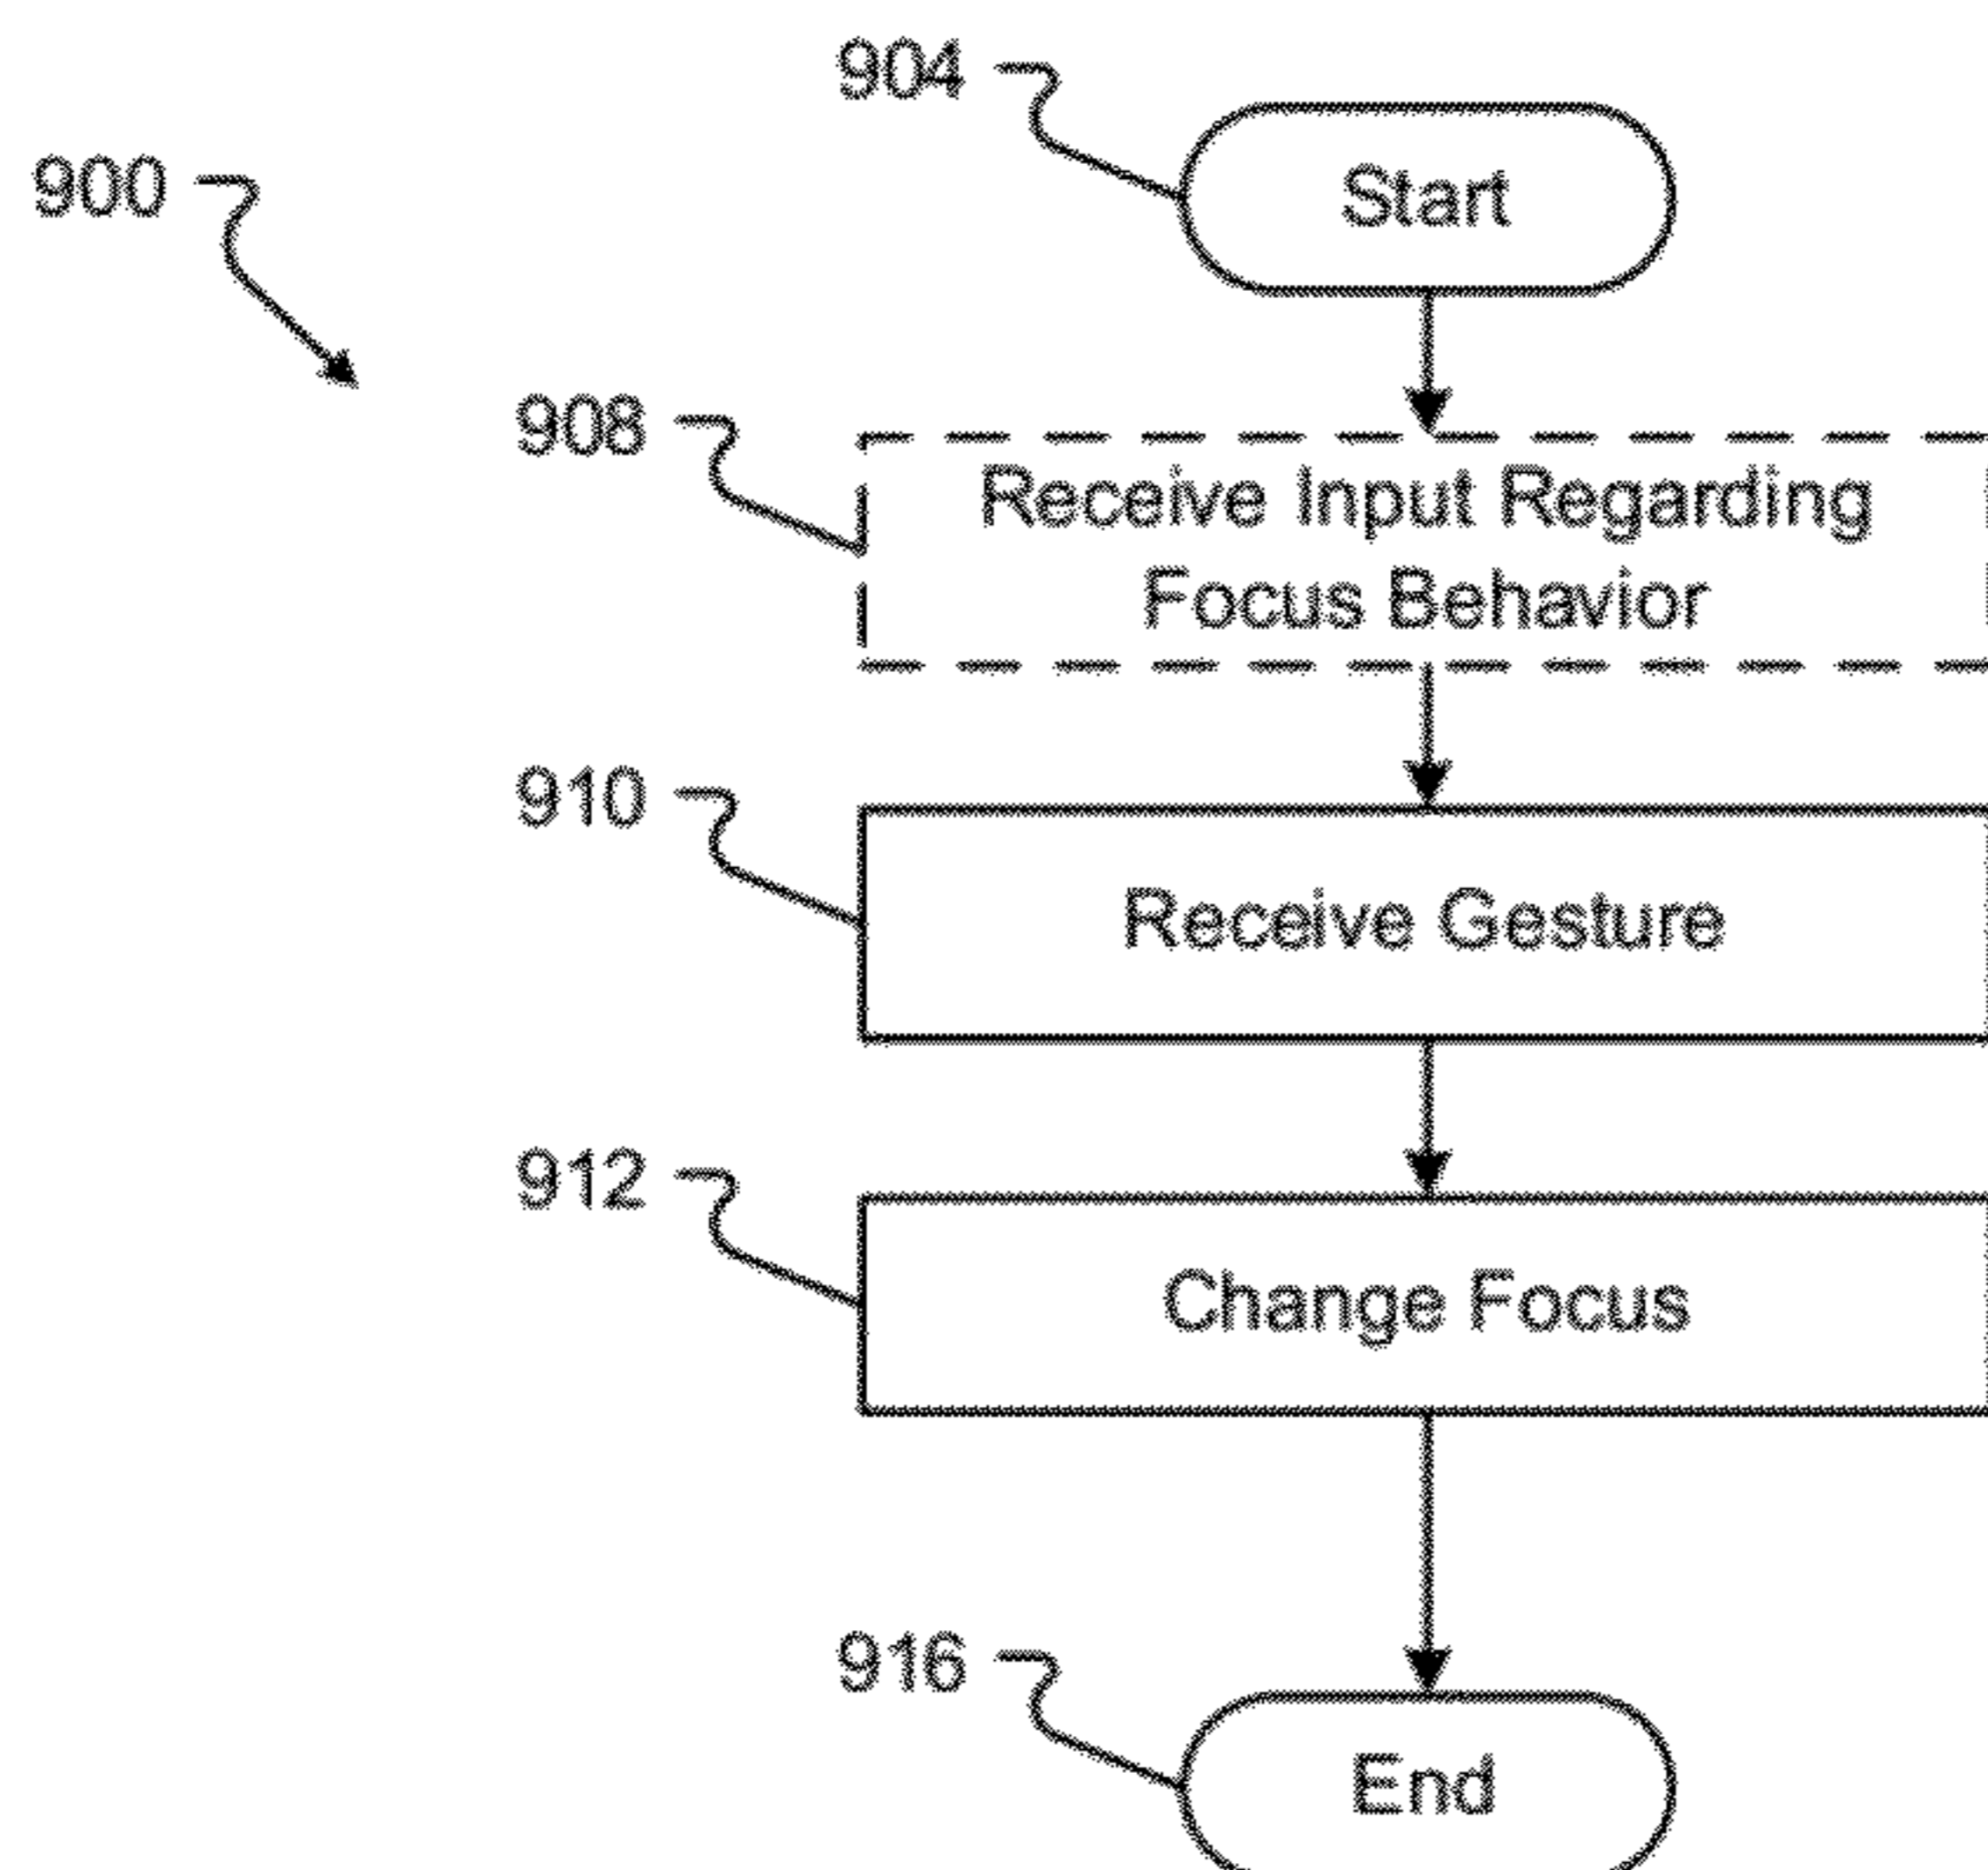 904
Start
900
908
Receive Input Regarding
Focus Behavior
910
Receive Gesture
912
Change Focus
916
End